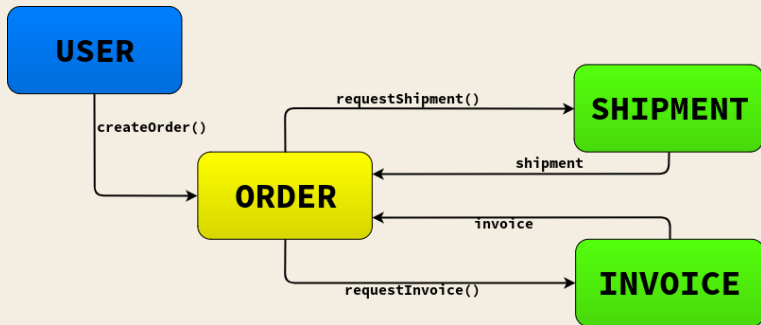 USER
createOrder()
requestShipment()
SHIPMENT
shipment
ORDER
invoice
requestInvoice()
INVOICE